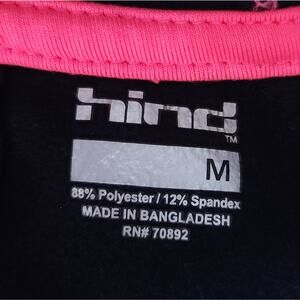 hind
TM
M
88% Polyester / 12% Spandex
MADE IN BANGLADESH
RN# 70892